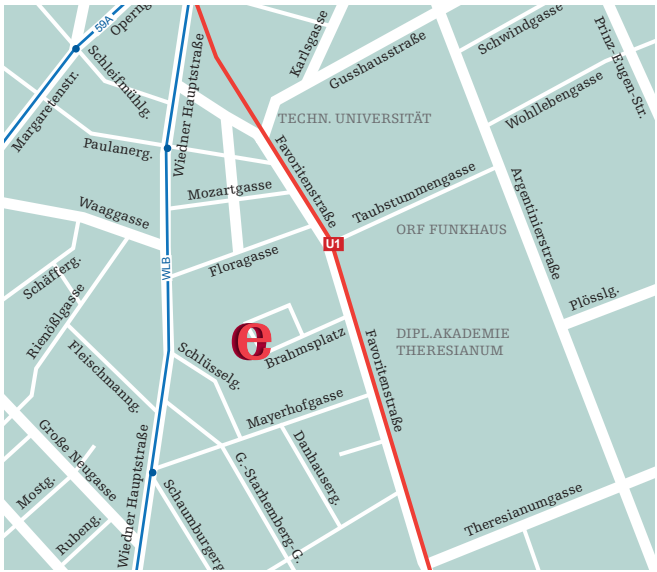 59A
Operng.
Karlsgasse
Gusshausstraße
Schwindgasse
Prinz-Eugen-Str.
Schleifmühlg.
Margaretenstr.
Wiedner Hauptstraße
TECHN. UNIVERSITÄT
Wohllebengasse
Paulanerg.
Favoritenstraße
Mozartgasse
Taubstummengasse
Argentinierstraße
Waaggasse
ORF FUNKHAUS
U1
Floragasse
WLB
Schäfferg.
Rienößlgasse
Plösslg.
oe
DIPL.AKADEMIE
THERESIANUM
Brahmsplatz
Favoritenstraße
Fleischmanng.
Schlüsselg.
Mayerhofgasse
Große Neugasse
Wiedner Hauptstraße
Danhauserg.
G.-Starhemberg-G.
Mostg.
Schaumburgerg
Theresianumgasse
Rubeng.